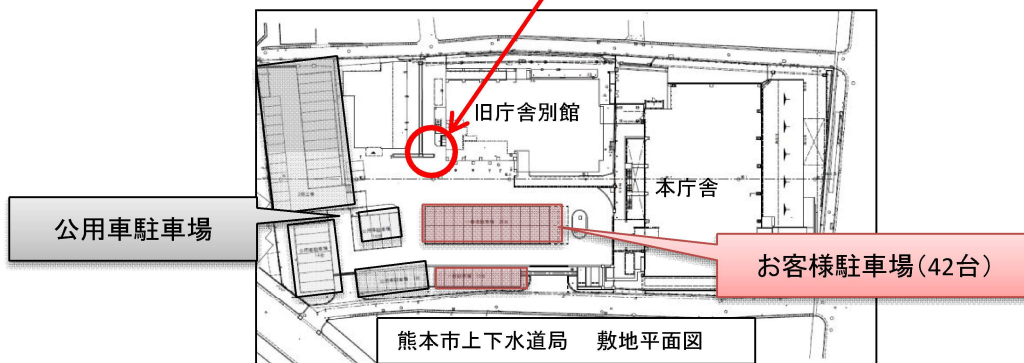 旧庁舎別館
本庁舎
公用車駐車場
お客様駐車場(42台)
熊本市上下水道局 敷地平面図